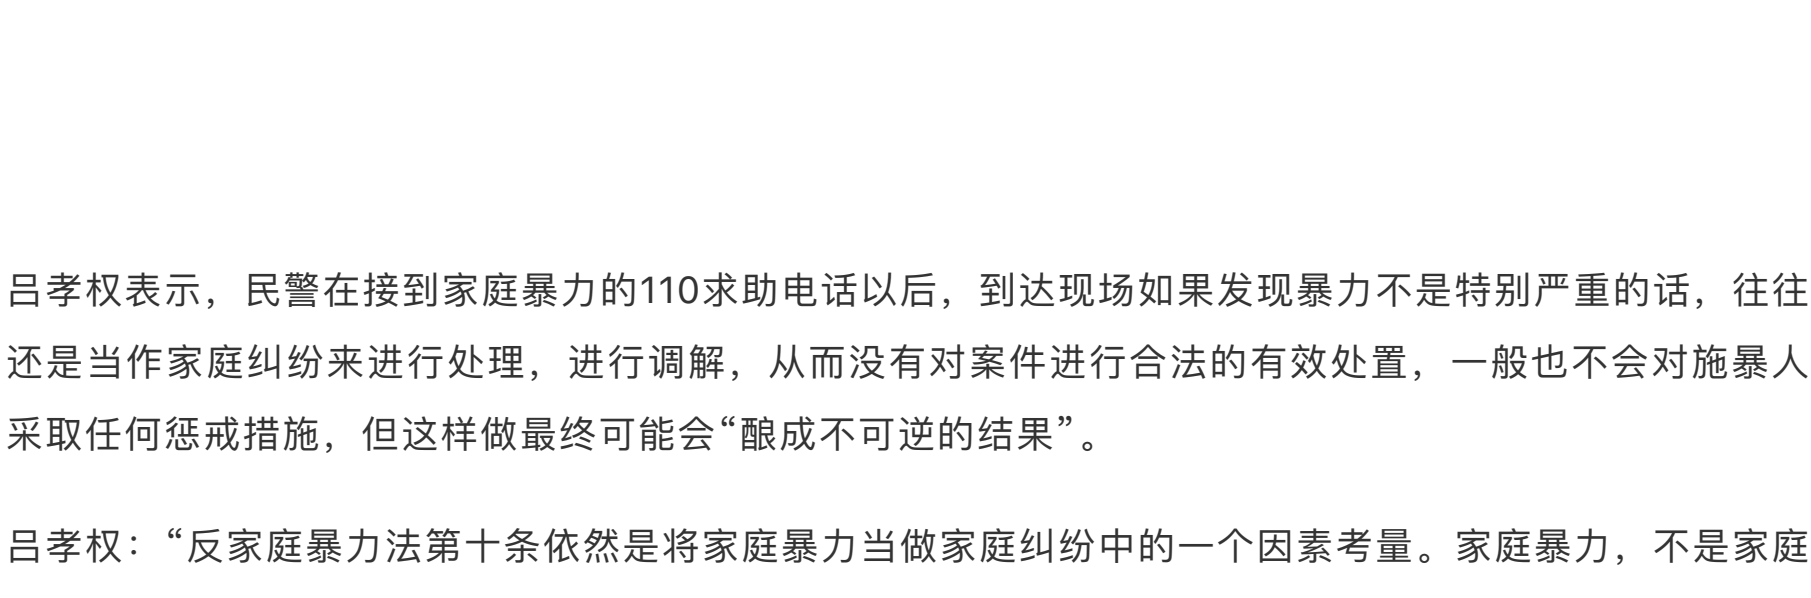 吕孝权表示，民警在接到家庭暴力的110求助电话以后，到达现场如果发现暴力不是特别严重的话，往往
还是当作家庭纠纷来进行处理，进行调解，从而没有对案件进行合法的有效处置，一般也不会对施暴人
采取任何惩戒措施，但这样做最终可能会“酿成不可逆的结果”。
吕孝权：“反家庭暴力法第十条依然是将家庭暴力当做家庭纠纷中的一个因素考量。家庭暴力，不是家庭